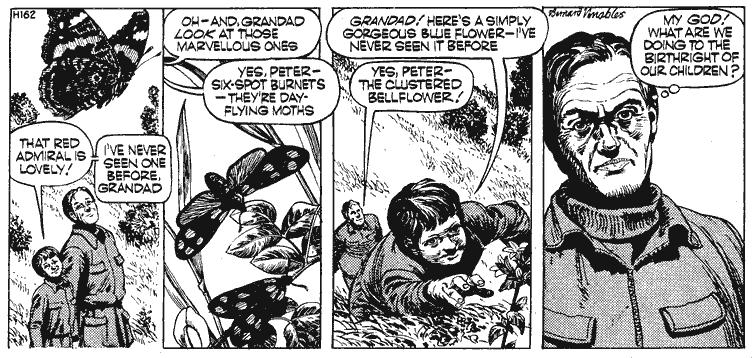 H162
THAT RED
ADMIRAL IS
LOVELY!
I'VE NEVER
SEEN ONE
BEFORE,
GRANDAD
OH-AND, GRANDAD
LOOK AT THOSE
MARVELLOUS ONES
YES, PETER-
SIX-SPOT BURNETS
-THEY'RE DAY-
FLYING MOTHS
GRANDAD! HERE'S A SIMPLY
GORGEOUS BLUE FLOWER-I'VE
NEVER SEEN IT BEFORE
YES, PETER-
THE CLUSTERED
BELLFLOWER!
Bernard Venables
MY GOD!
WHAT ARE WE
DOING TO THE
BIRTHRIGHT OF
OUR CHILDREN?